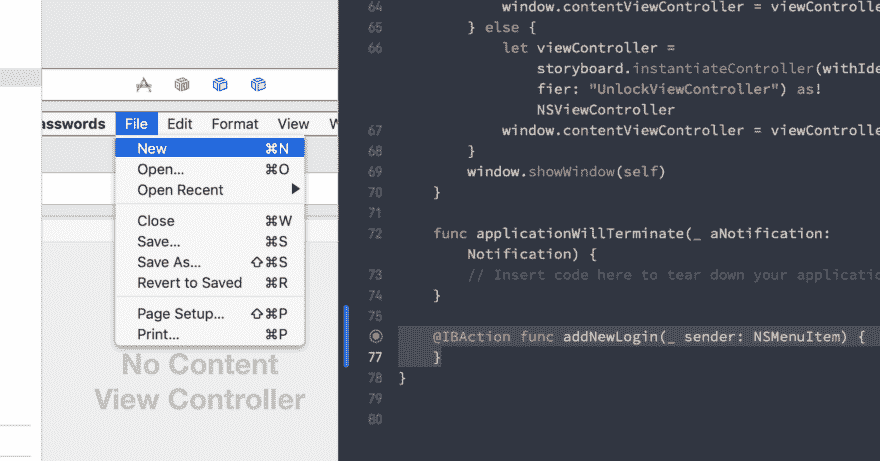 asswords File Edit Format View
New ⌘N
Open... ⌘O
Open Recent
Close ⌘W
Save... ⌘S
Save As... ⇧⌘S
Revert to Saved ⌘R
Page Setup... ⇧⌘P
Print... ⌘P
No Content
View Controller
64 window.contentViewController = viewControlle
65 } else {
66 let viewController =
storyboard.instantiateController(withIde
fier: "UnlockViewController") as!
NSViewController
67 window.contentViewController = viewControlle
68 }
69 window.showWindow(self)
70 }
71
72 func applicationWillTerminate(_ aNotification:
Notification) {
73 // Insert code here to tear down your applicatio
74 }
75
@IBAction func addNewLogin(_ sender: NSMenuItem) {
77 }
78 }
79
80